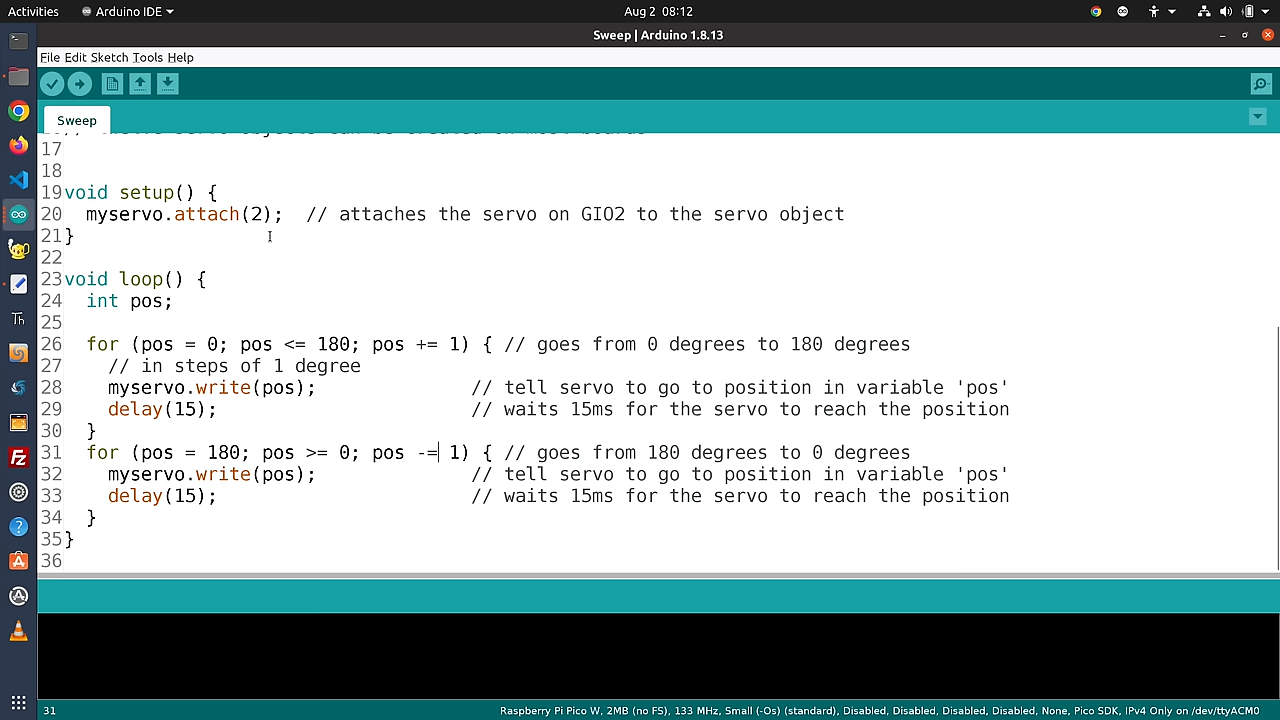 Activities Arduino IDE Aug 2 08:12
Sweep | Arduino 1.8.13
File Edit Sketch Tools Help
Sweep
17
18
19 void setup() {
20   myservo.attach(2);  // attaches the servo on GIO2 to the servo object
21 }
22
23 void loop() {
24   int pos;
25
26   for (pos = 0; pos <= 180; pos += 1) { // goes from 0 degrees to 180 degrees
27     // in steps of 1 degree
28     myservo.write(pos);              // tell servo to go to position in variable 'pos'
29     delay(15);                       // waits 15ms for the servo to reach the position
30   }
31   for (pos = 180; pos >= 0; pos -= 1) { // goes from 180 degrees to 0 degrees
32     myservo.write(pos);              // tell servo to go to position in variable 'pos'
33     delay(15);                       // waits 15ms for the servo to reach the position
34   }
35 }
36
31 Raspberry Pi Pico W, 2MB (no FS), 133 MHz, Small (-Os) (standard), Disabled, Disabled, Disabled, Disabled, None, Pico SDK, IPv4 Only on /dev/ttyACM0